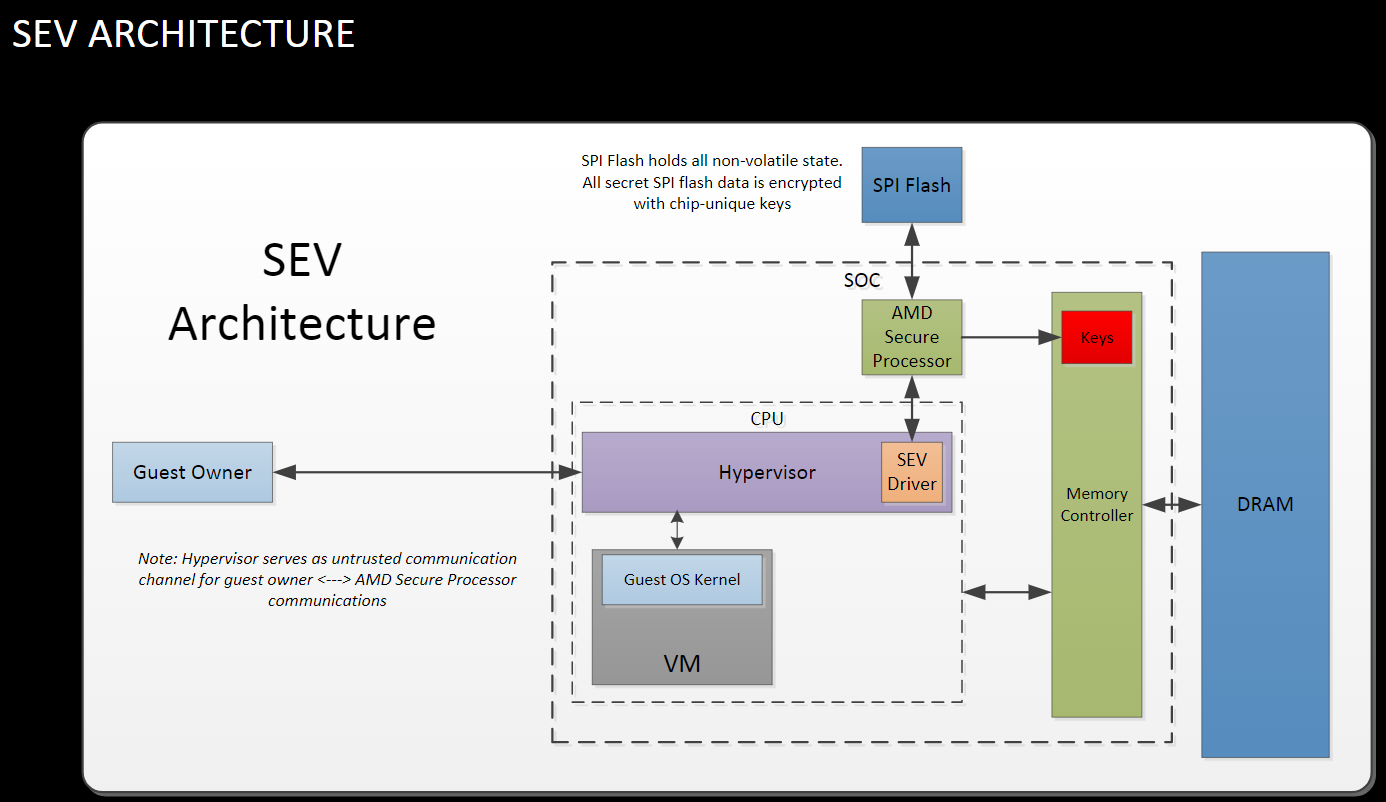 SEV ARCHITECTURE
SPI Flash holds all non-volatile state.
All secret SPI flash data is encrypted
with chip-unique keys
SPI Flash
SEV
Architecture
SOC
AMD
Secure
Processor
Keys
CPU
Guest Owner
Hypervisor
SEV
Driver
Memory
Controller
DRAM
Note: Hypervisor serves as untrusted communication
channel for guest owner <---> AMD Secure Processor
communications
Guest OS Kernel
VM